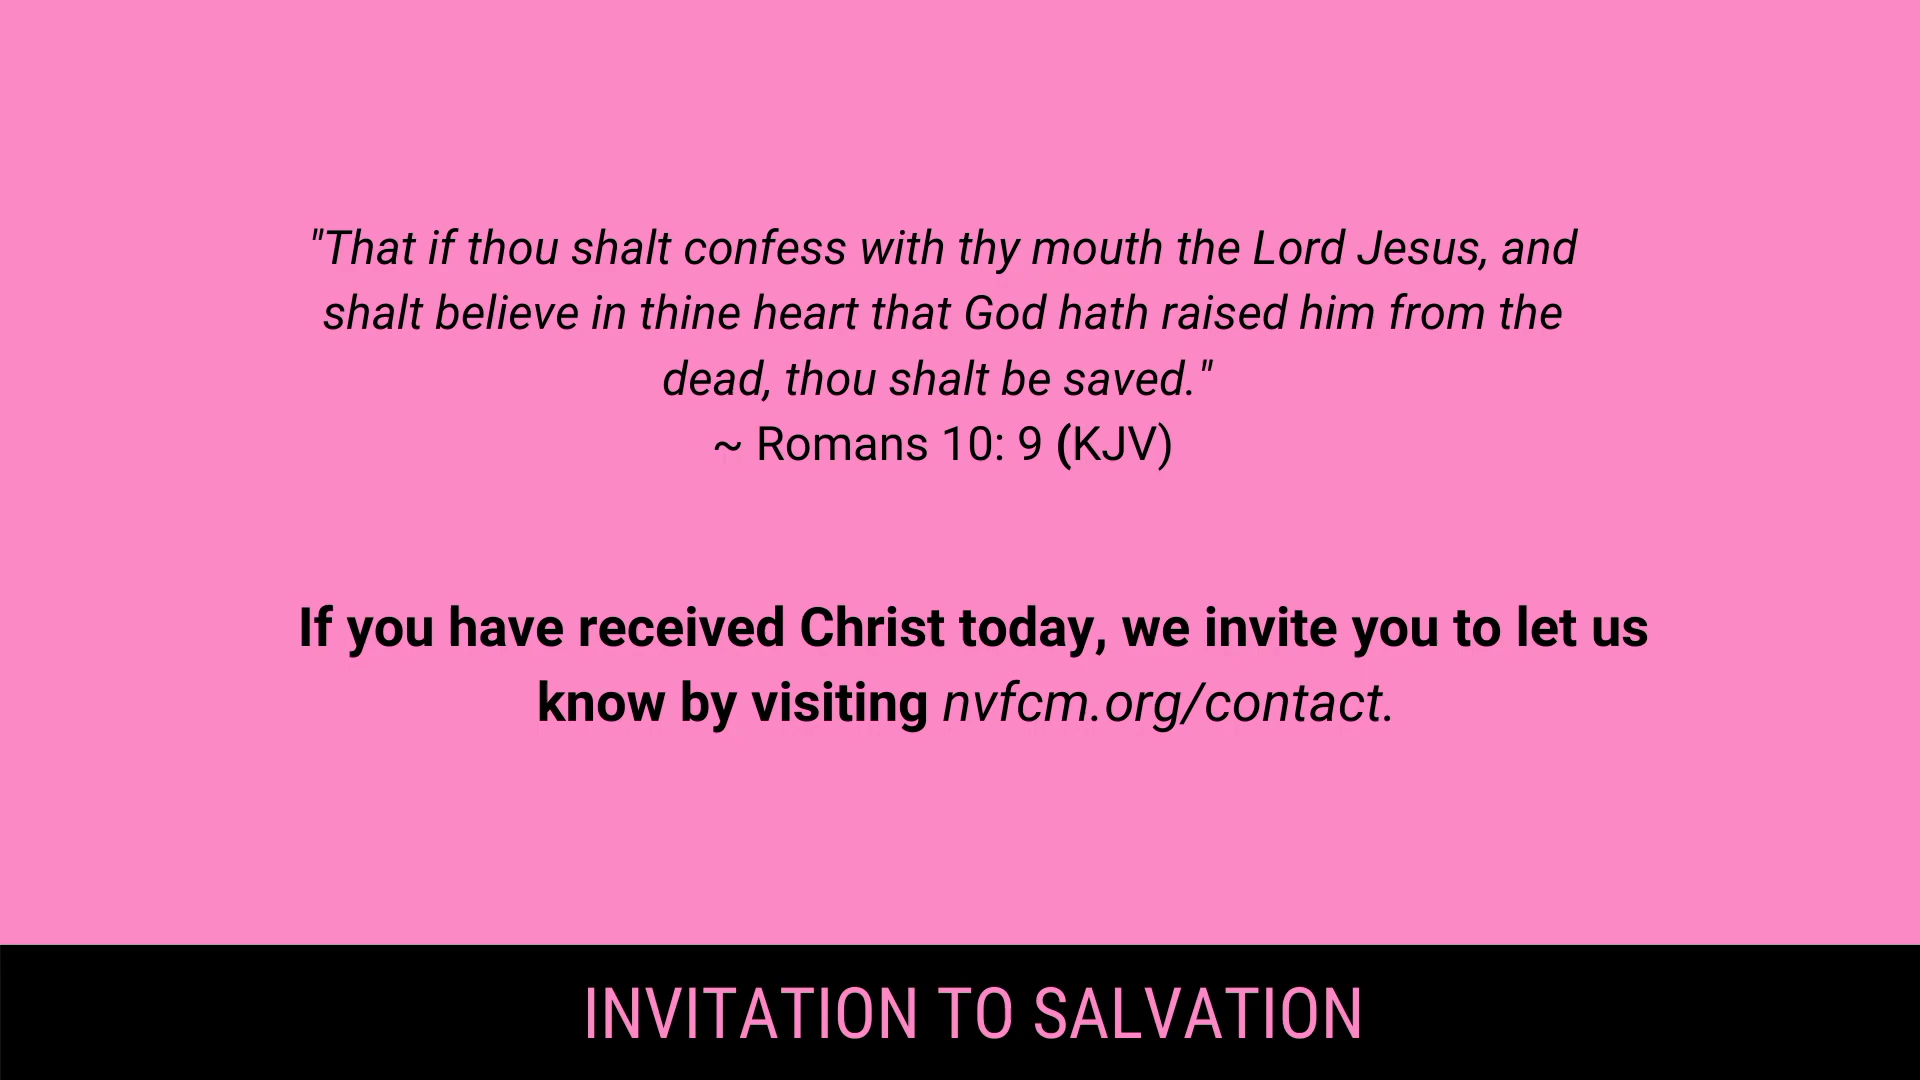 "That if thou shalt confess with thy mouth the Lord Jesus, and
shalt believe in thine heart that God hath raised him from the
dead, thou shalt be saved."
~ Romans 10: 9 (KJV)
If you have received Christ today, we invite you to let us
know by visiting nvfcm.org/contact.
INVITATION TO SALVATION